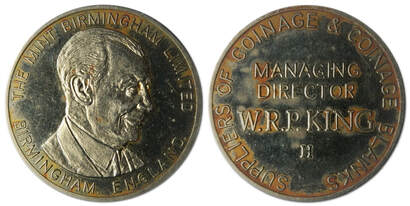 THE MINT BIRMINGHAM LIMITED
BIRMINGHAM. ENGLAND.
SUPPLIERS OF COINAGE & COINAGE BLANKS
MANAGING
DIRECTOR
W.R.P.KING
H